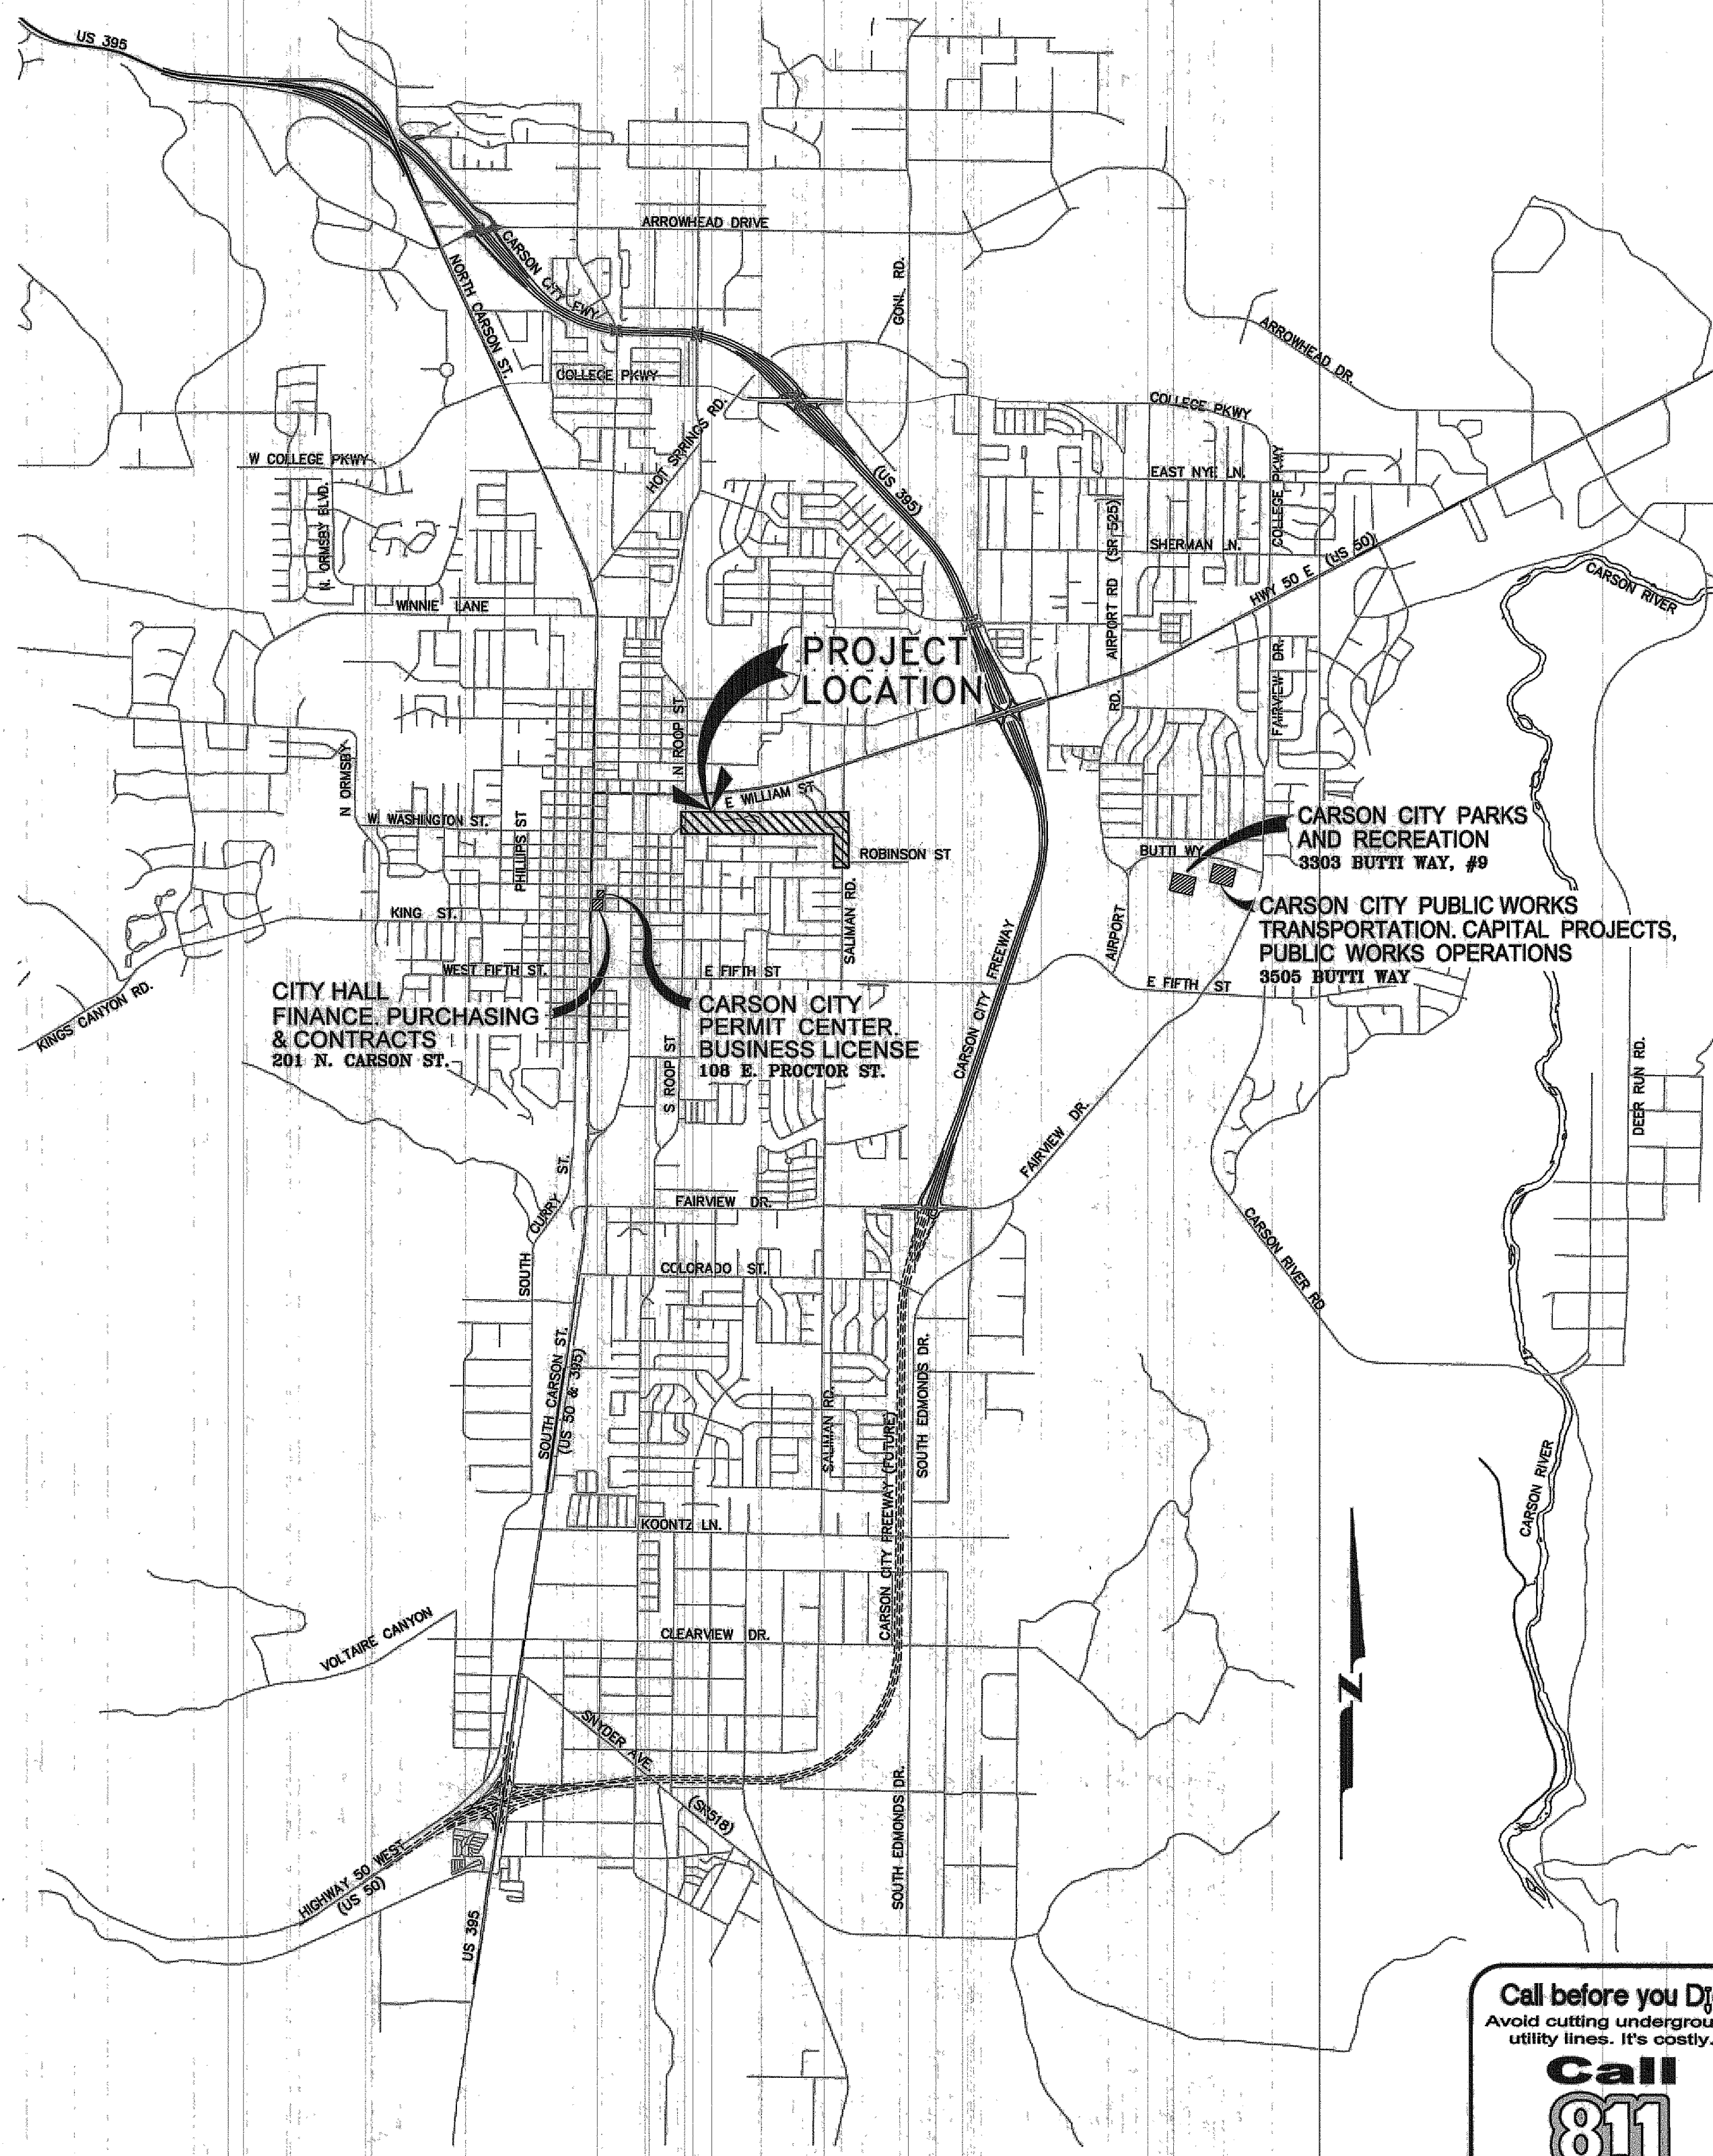 US 395
ARROWHEAD DRIVE
NORTH CARSON ST.
CARSON CITY FWY
GONI RD.
ARROWHEAD DR.
COLLEGE PKWY
HOT SPRINGS RD.
COLLEGE PKWY
W COLLEGE PKWY
(US 395)
EAST NYE LN.
COLLEGE PKWY
N. ORMSBY BLVD.
AIRPORT RD (SR 525)
SHERMAN LN.
HWY 50 E (US 50)
CARSON RIVER
WINNIE LANE
PROJECT
LOCATION
N ROOP ST
RD.
FAIRVIEW DR.
N ORMSBY
E WILLIAM ST
W. WASHINGTON ST.
PHILLIPS ST
ROBINSON ST
BUTTI WY
CARSON CITY PARKS
AND RECREATION
3303 BUTTI WAY, #9
KING ST.
SALIMAN RD.
AIRPORT
CARSON CITY PUBLIC WORKS
TRANSPORTATION. CAPITAL PROJECTS,
PUBLIC WORKS OPERATIONS
3505 BUTTI WAY
WEST FIFTH ST.
E FIFTH ST
E FIFTH ST
KINGS CANYON RD.
CITY HALL
FINANCE. PURCHASING
& CONTRACTS
201 N. CARSON ST.
CARSON CITY
PERMIT CENTER.
BUSINESS LICENSE
108 E. PROCTOR ST.
CARSON CITY FREEWAY
S ROOP ST
DEER RUN RD.
FAIRVIEW DR.
SOUTH CURRY ST.
FAIRVIEW DR.
CARSON RIVER RD
COLORADO ST.
SOUTH CARSON ST.
(US 50 & 395)
SALIMAN RD.
SOUTH EDMONDS DR.
CARSON CITY FREEWAY (FUTURE)
CARSON RIVER
KOONTZ LN.
VOLTAIRE CANYON
CLEARVIEW DR.
N
SNYDER AVE.
(SR518)
SOUTH EDMONDS DR.
HIGHWAY 50 WEST
(US 50)
US 395
Call before you Dig
Avoid cutting undergrou
utility lines. It's costly.
Call
811